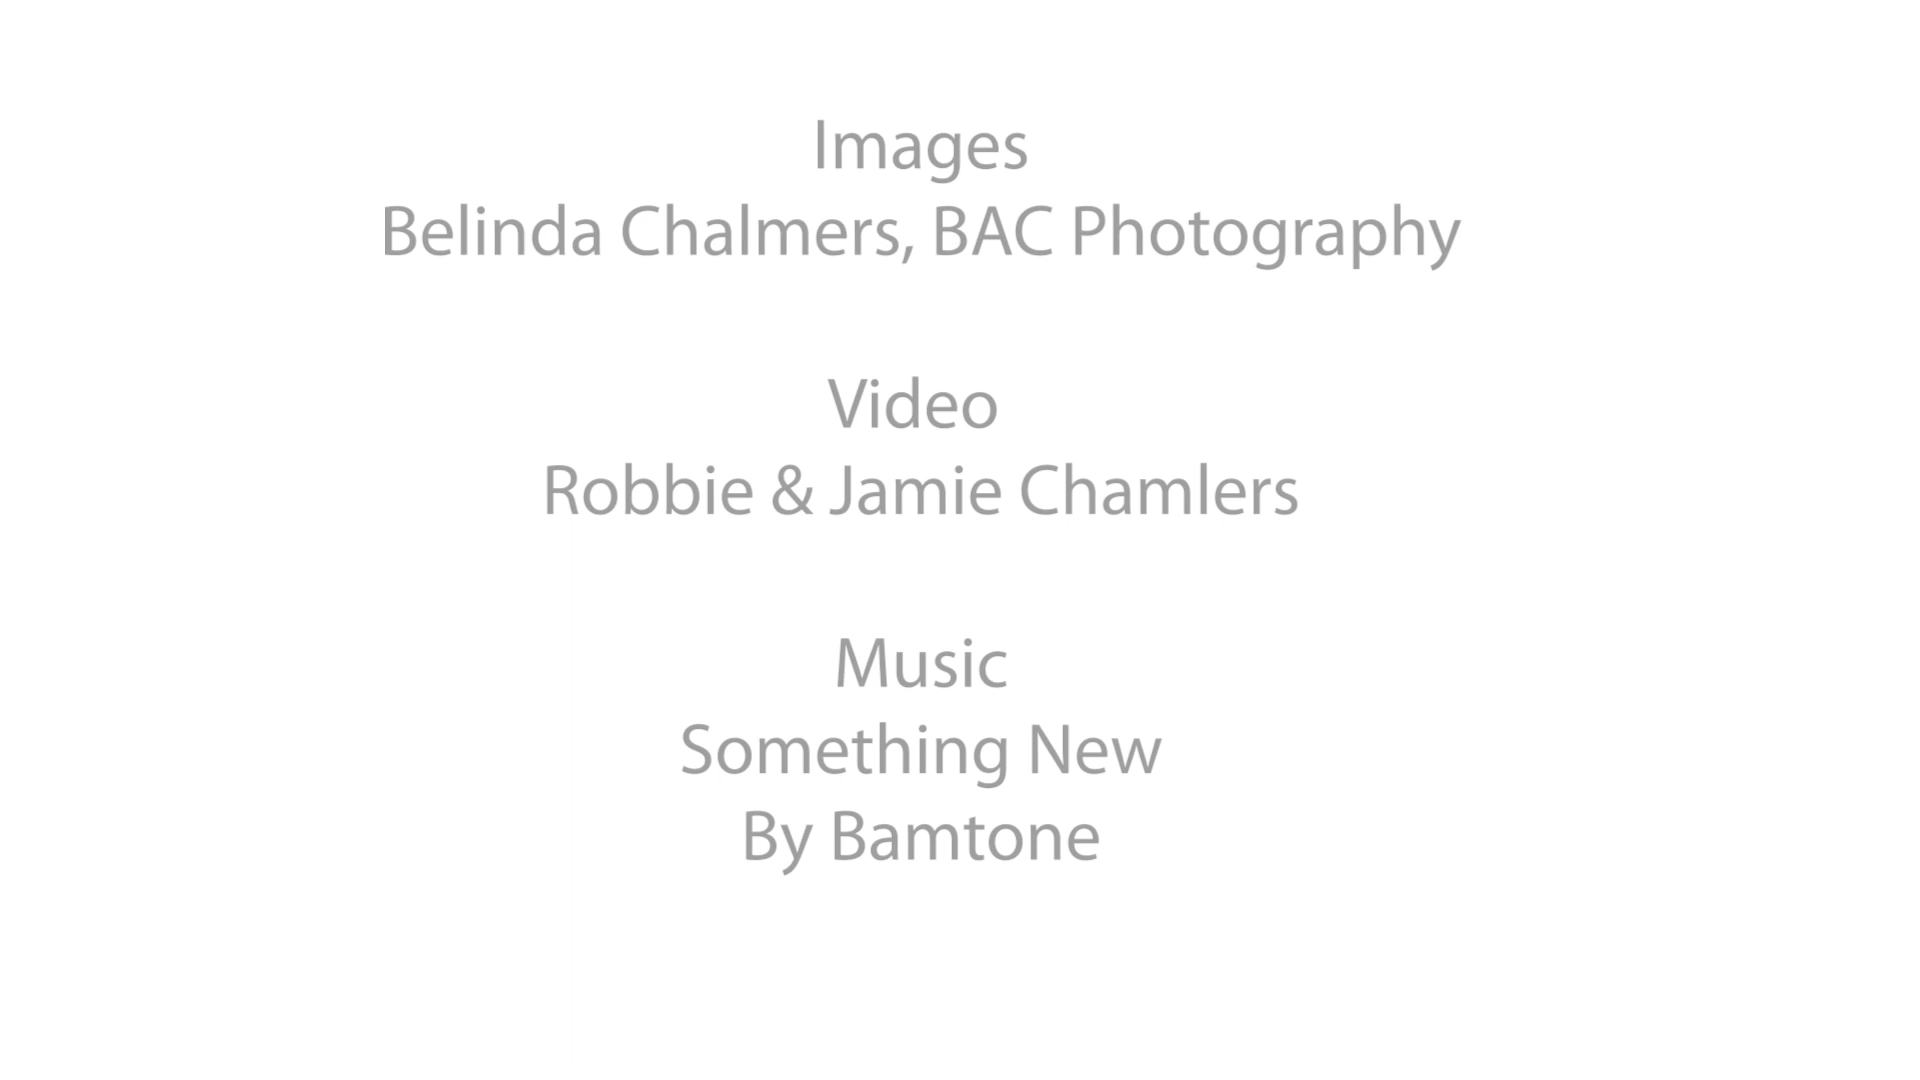 Images
Belinda Chalmers, BAC Photography
Video
Robbie & Jamie Chamlers
Music
Something New
By Bamtone